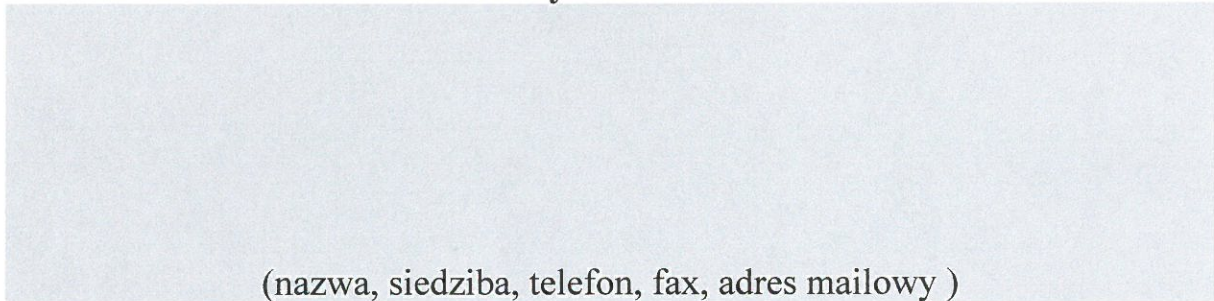 (nazwa, siedziba, telefon, fax, adres mailowy )